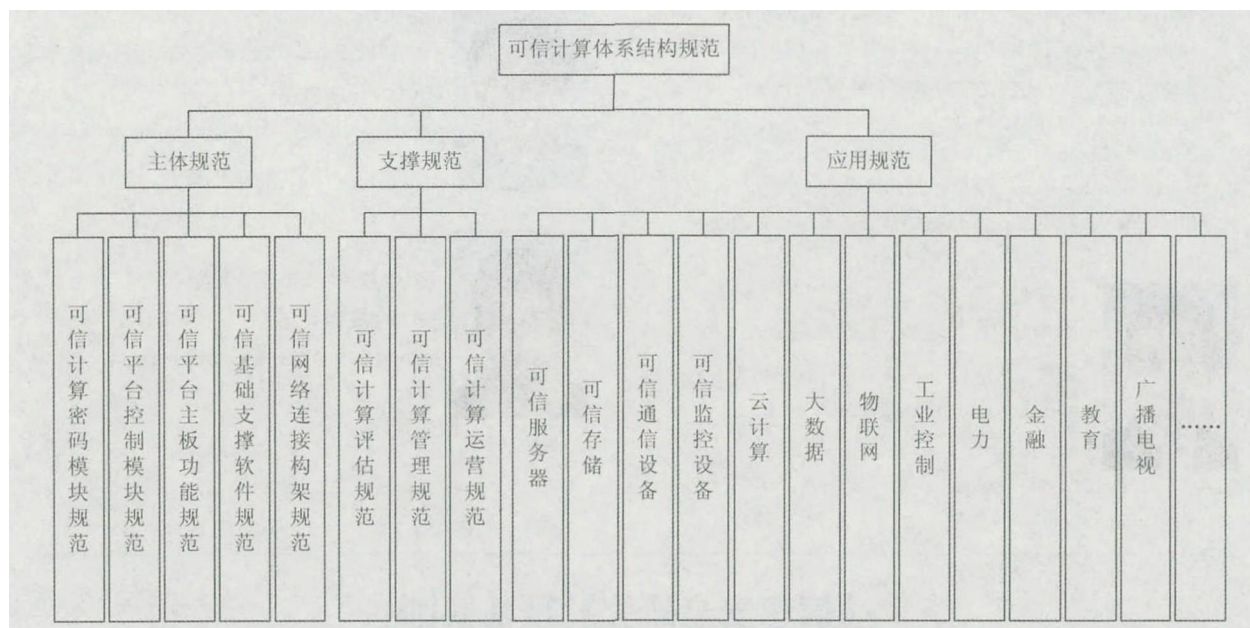 可信计算体系结构规范
主体规范
支撑规范
应用规范
可信计算密码模块规范
可信平台控制模块规范
可信平台主板功能规范
可信基础支撑软件规范
可信网络连接构架规范
可信计算评估规范
可信计算管理规范
可信计算运营规范
可信服务器
可信存储
可信通信设备
可信监控设备
云计算
大数据
物联网
工业控制
电力
金融
教育
广播电视
……